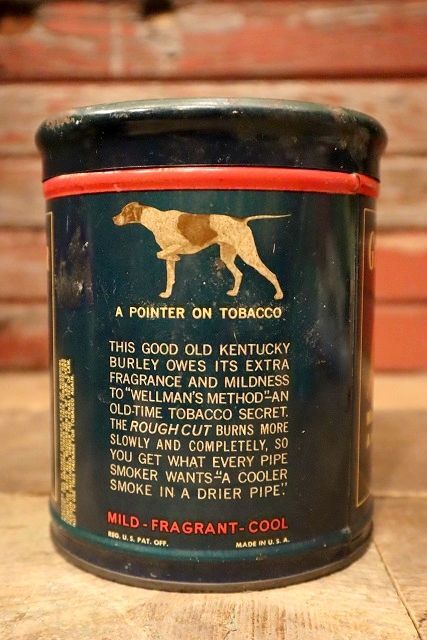 A POINTER ON TOBACCO
THIS GOOD OLD KENTUCKY
BURLEY OWES ITS EXTRA
FRAGRANCE AND MILDNESS
TO "WELLMAN'S METHOD"-AN
OLD-TIME TOBACCO SECRET.
THE ROUGH CUT BURNS MORE
SLOWLY AND COMPLETELY, SO
YOU GET WHAT EVERY PIPE
SMOKER WANTS-"A COOLER
SMOKE IN A DRIER PIPE."
MILD-FRAGRANT-COOL
REG. U.S. PAT. OFF. MADE IN U.S.A.